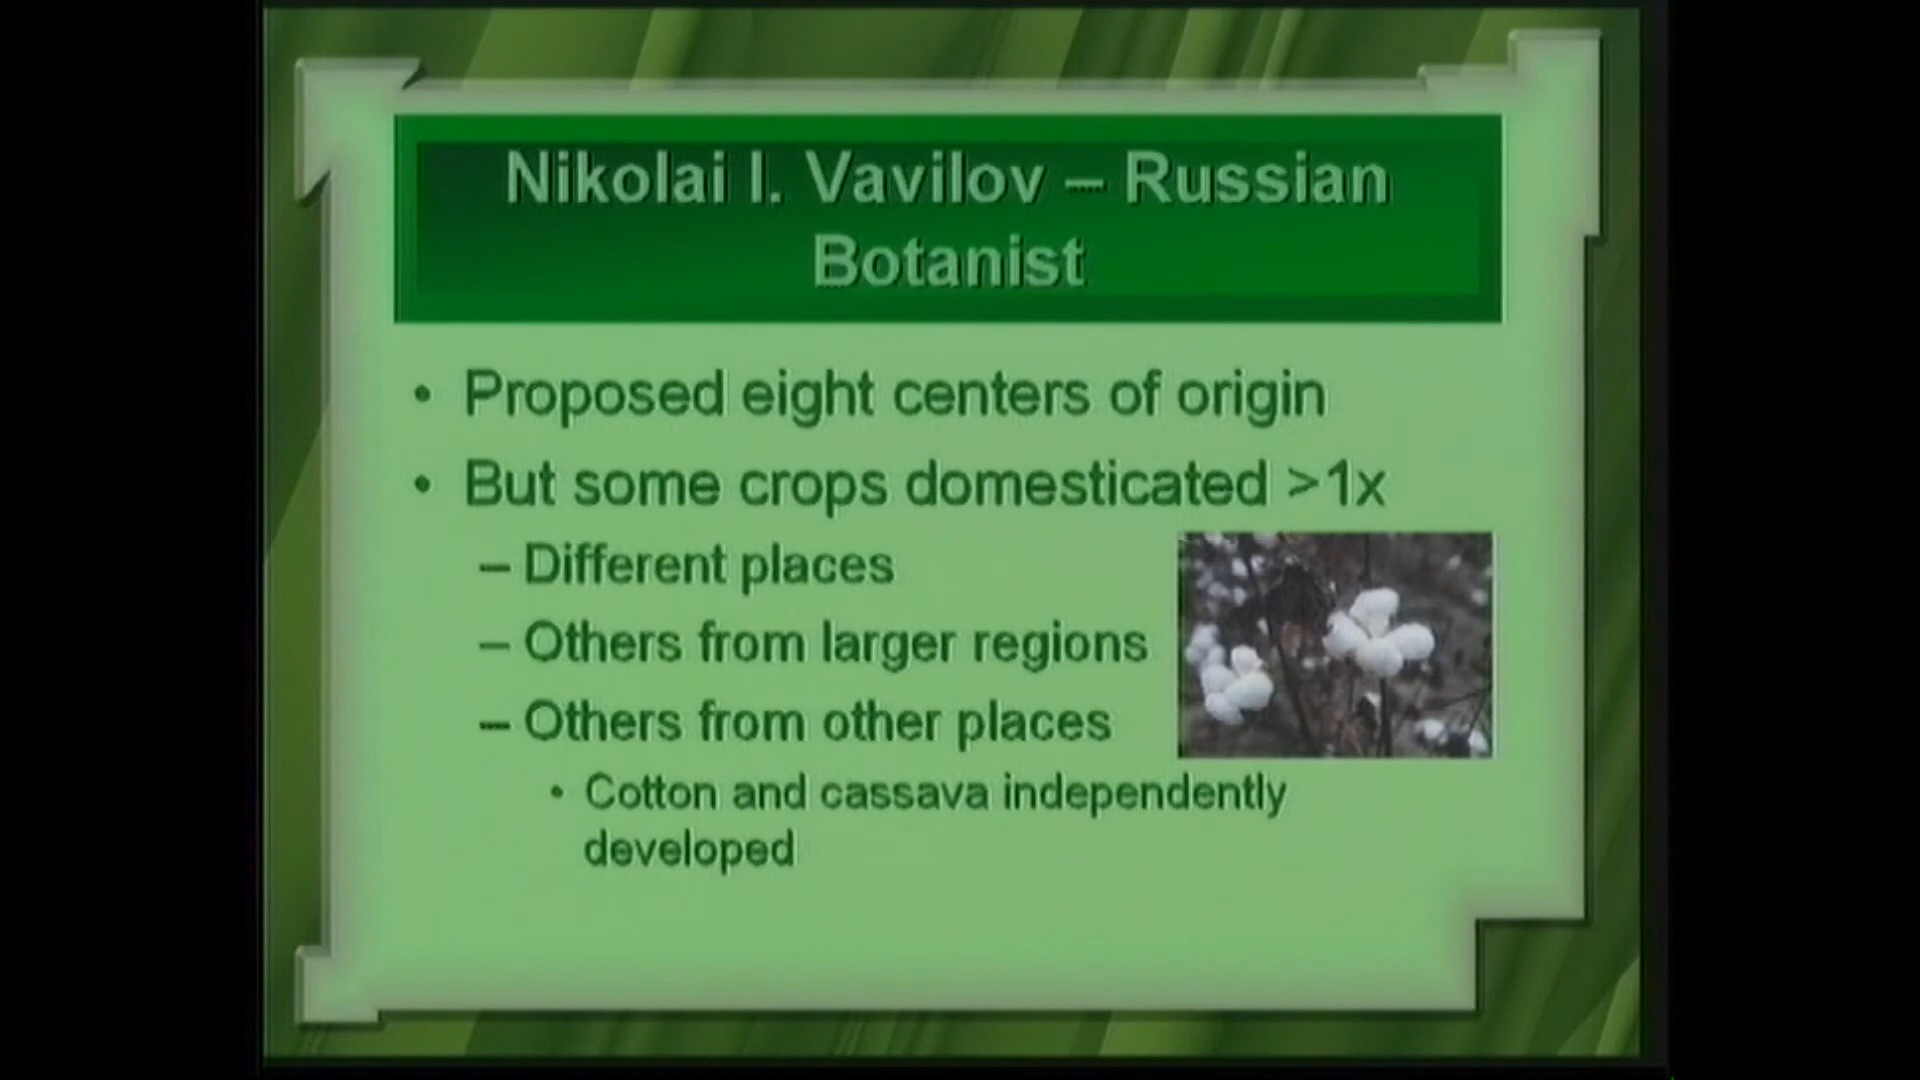 Nikolai I. Vavilov – Russian
Botanist
• Proposed eight centers of origin
• But some crops domesticated >1x
– Different places
– Others from larger regions
– Others from other places
• Cotton and cassava independently
developed